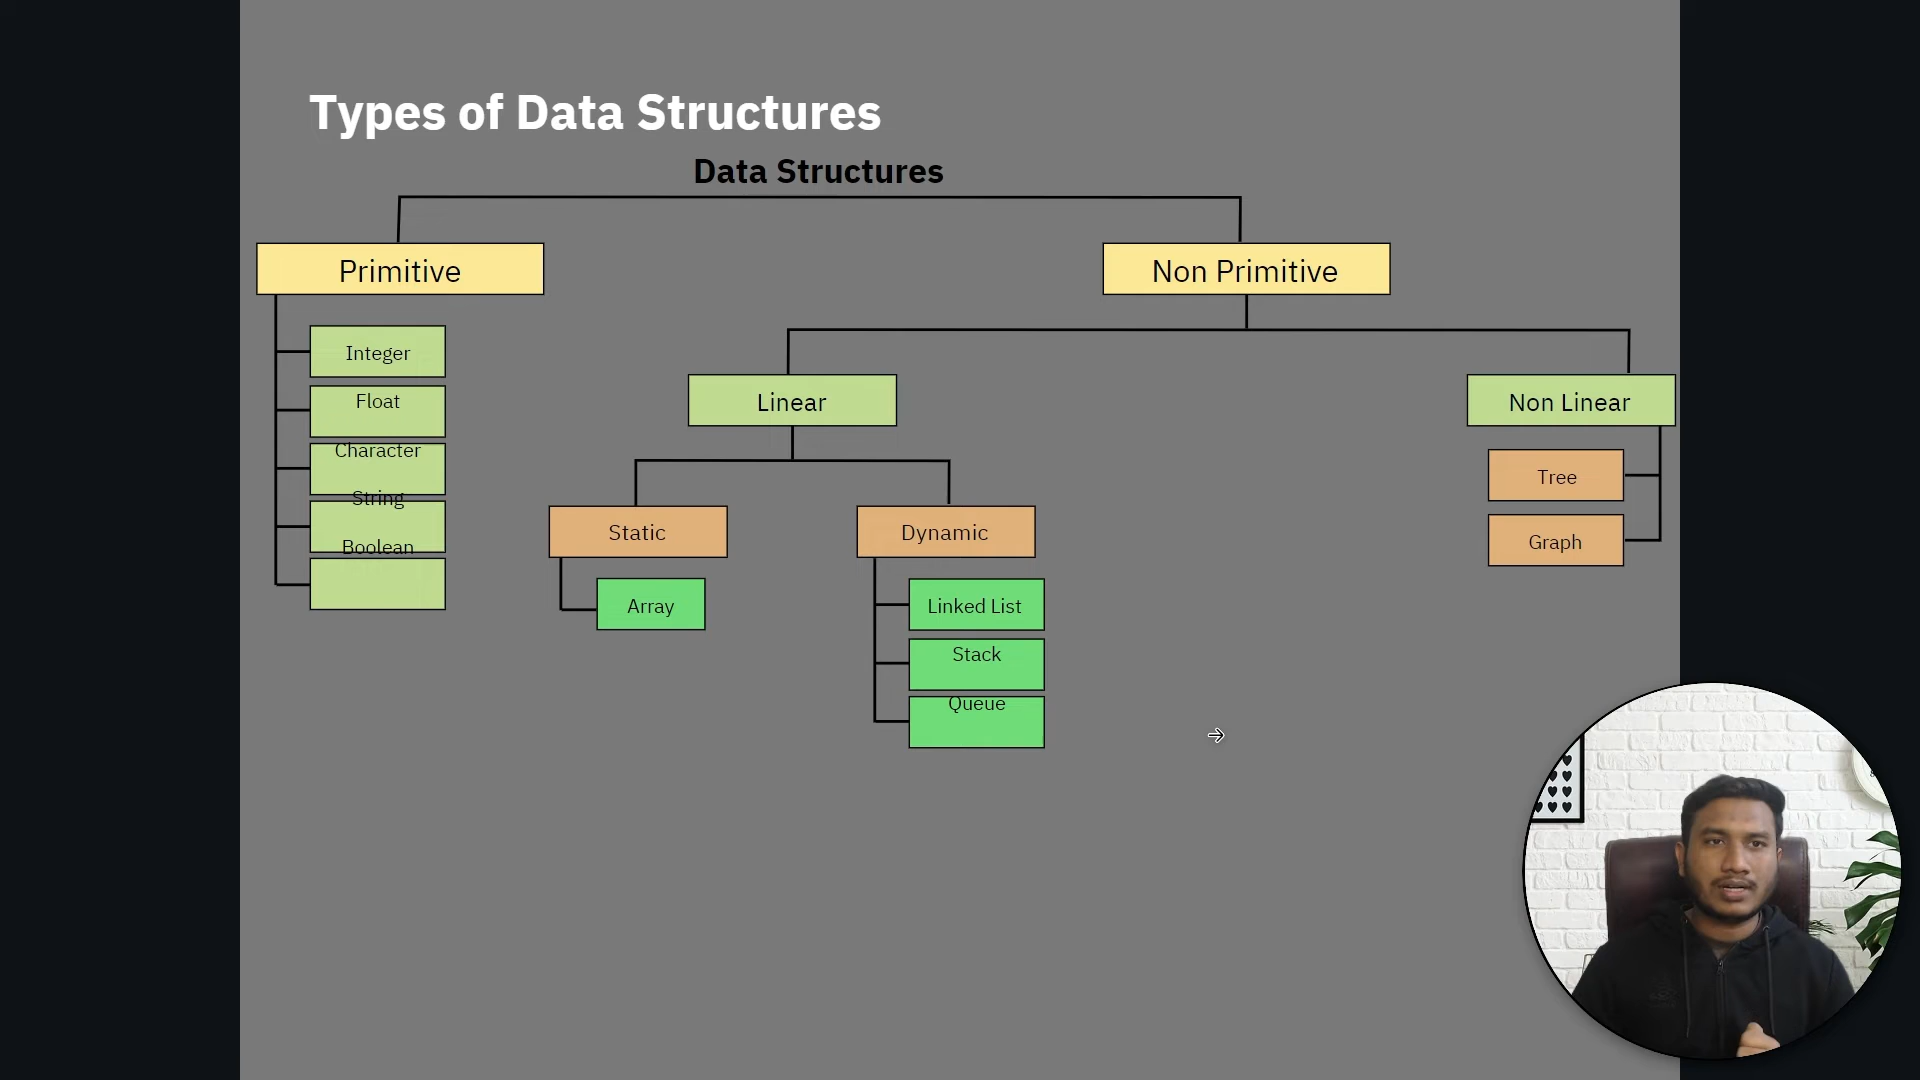 Types of Data Structures
Data Structures
Primitive
Non Primitive
Integer
Float
Character
String
Boolean
Linear
Non Linear
Static
Dynamic
Array
Linked List
Stack
Queue
Tree
Graph